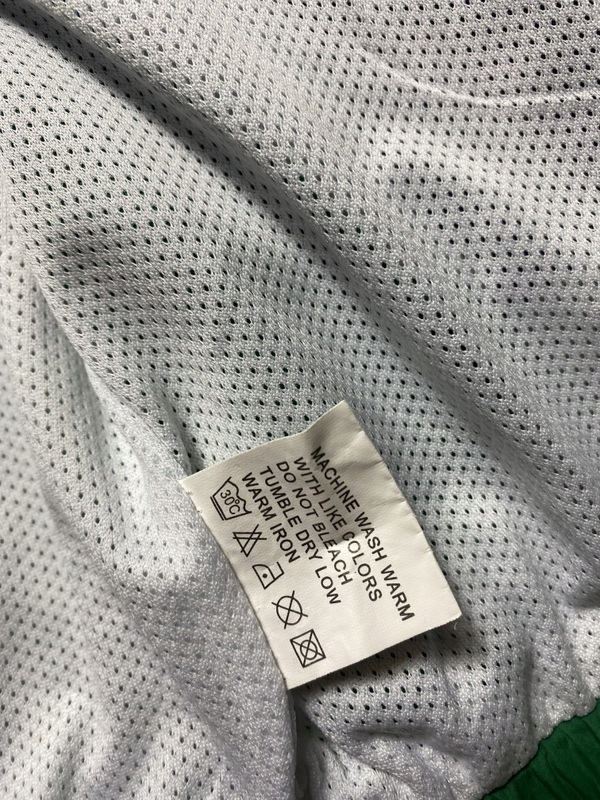 MACHINE WASH WARM
WITH LIKE COLORS
DO NOT BLEACH
TUMBLE DRY LOW
WARM IRON
30°C